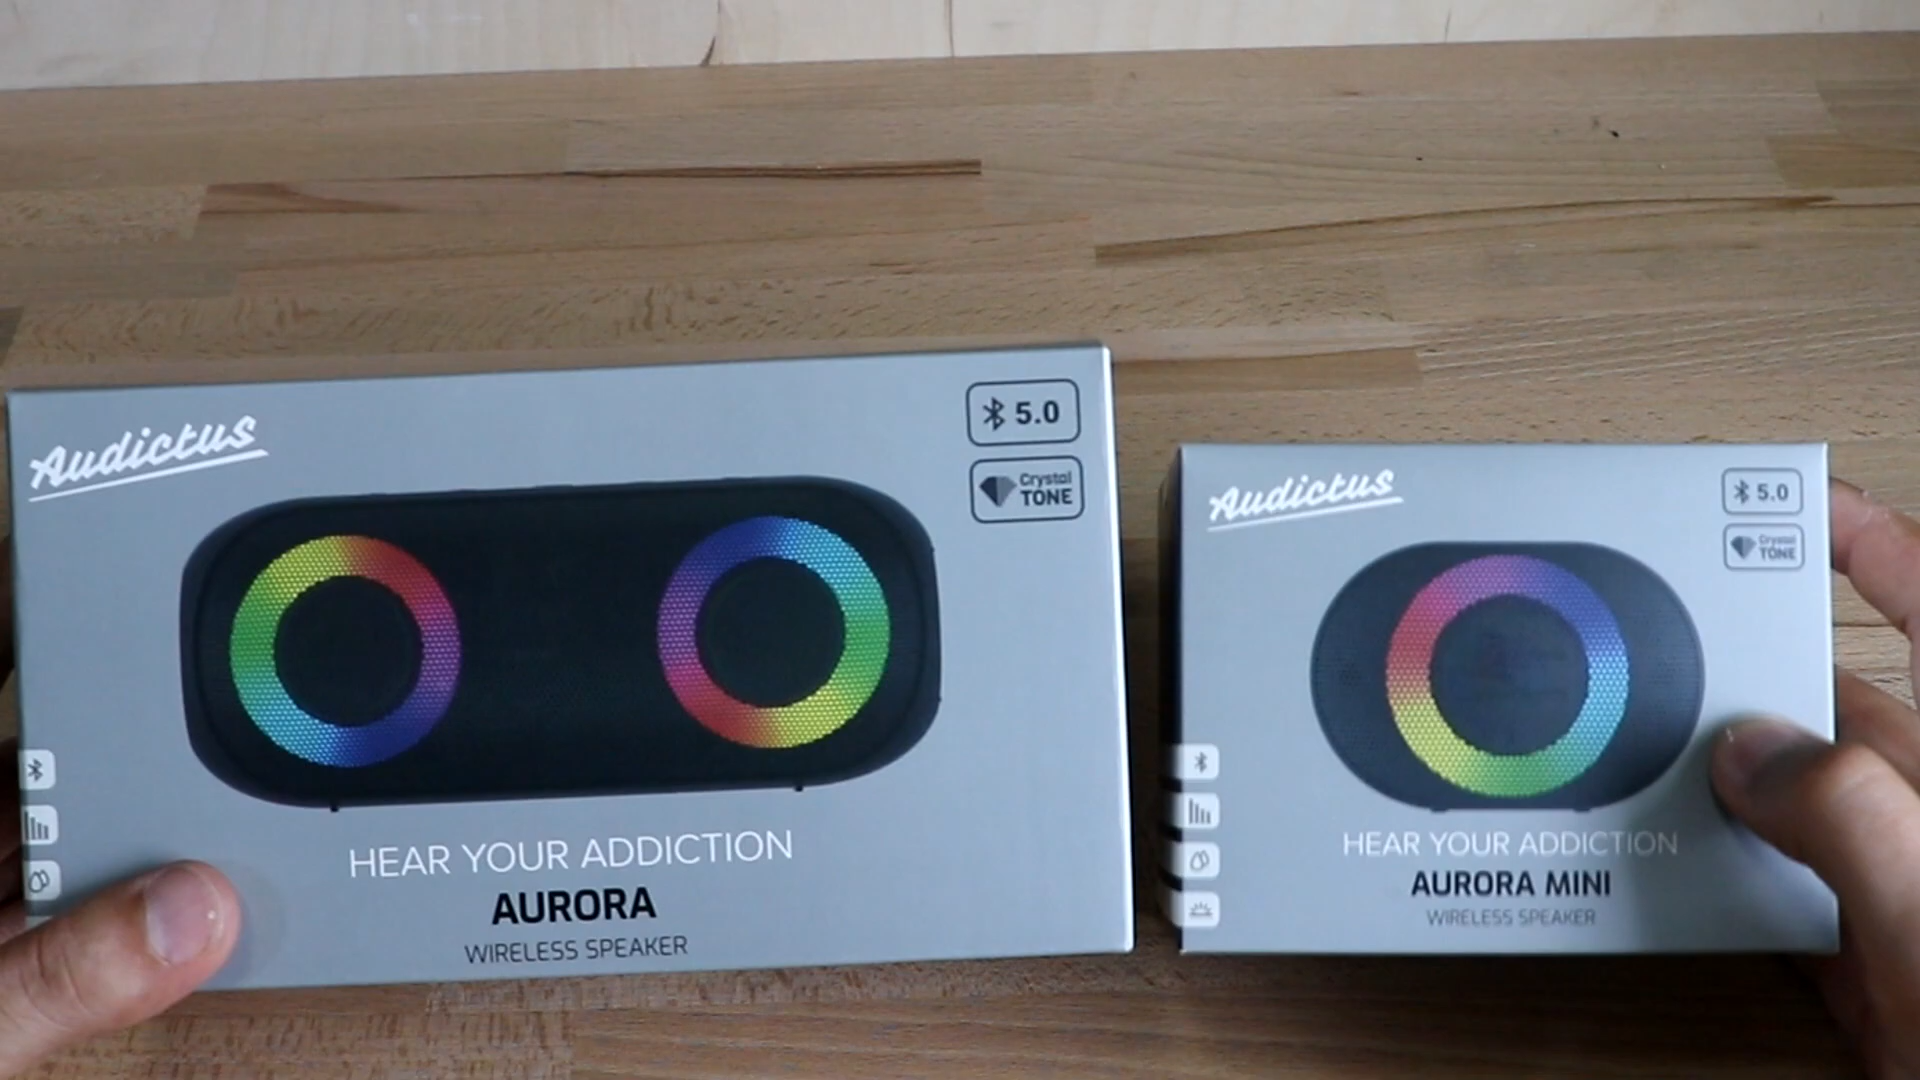 Audictus
5.0
Crystal
TONE
HEAR YOUR ADDICTION
AURORA
WIRELESS SPEAKER
Audictus
5.0
Crystal
TONE
HEAR YOUR ADDICTION
AURORA MINI
WIRELESS SPEAKER